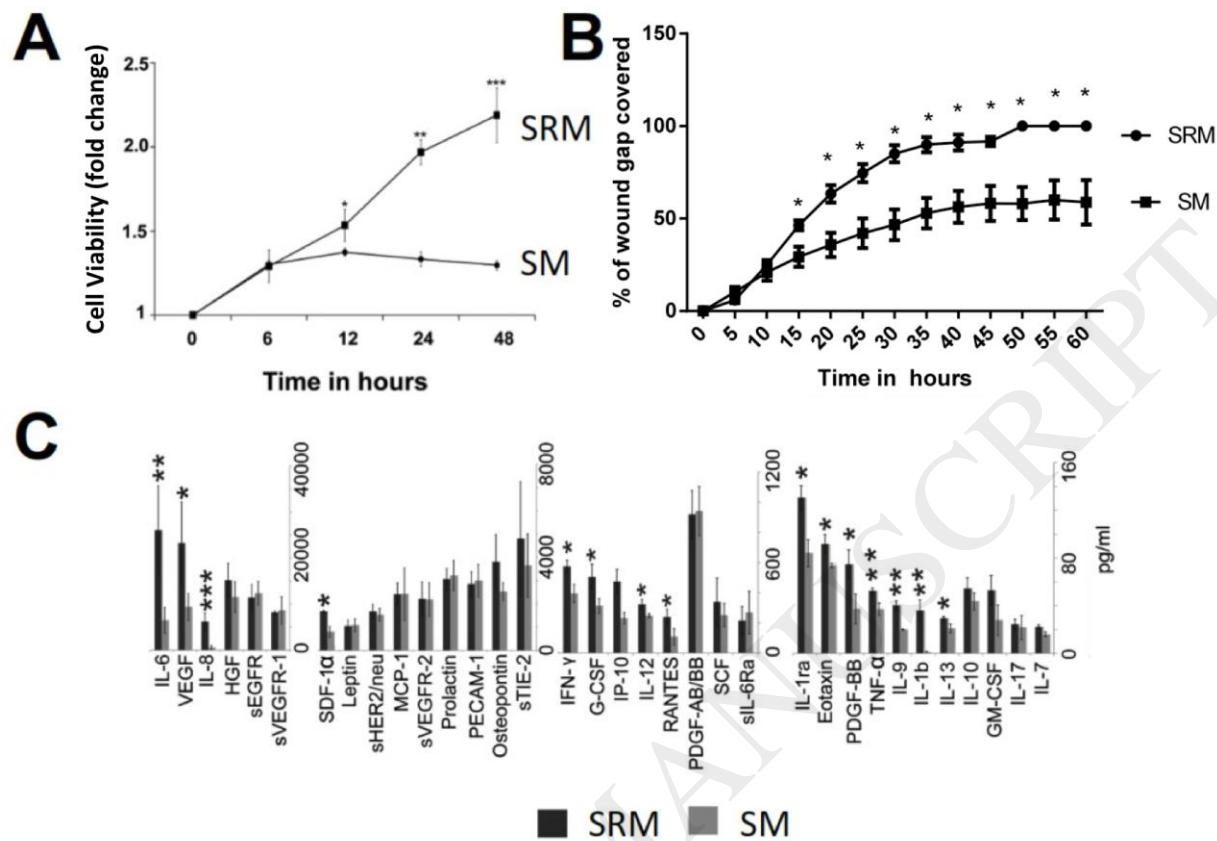 A
Cell Viability (fold change)
2.5
2.0
1.5
1
0
6
12
24
48
*
**
***
SRM
SM
Time in hours
B
% of wound gap covered
150
100
50
0
0
5
10
15
20
25
30
35
40
45
50
55
60
* * * * * * * * * *
SRM
SM
Time in hours
C
** * ***
IL-6
VEGF
IL-8
HGF
sEGFR
sVEGFR-1
0
20000
40000
*
SDF-1α
Leptin
sHER2/neu
MCP-1
sVEGFR-2
Prolactin
PECAM-1
Osteopontin
sTIE-2
0
4000
8000
* * * *
IFN-γ
G-CSF
IP-10
IL-12
RANTES
PDGF-AB/BB
SCF
sIL-6Ra
0
600
1200
* * * ** ** ** *
IL-1ra
Eotaxin
PDGF-BB
TNF-α
IL-9
IL-1b
IL-13
IL-10
GM-CSF
IL-17
IL-7
0
80
160
pg/ml
SRM
SM
MANUSCRIPT